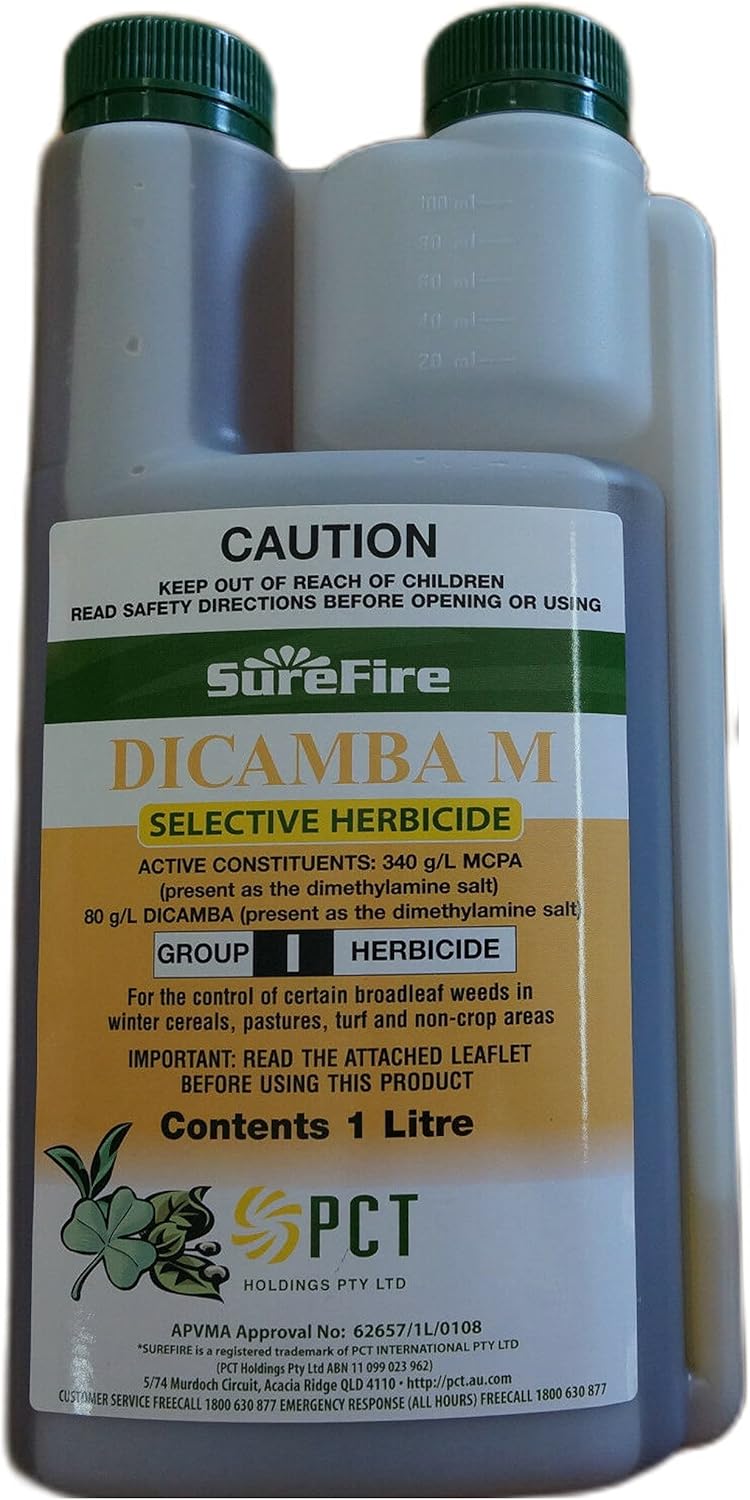 100 ml
80 ml
60 ml
40 ml
20 ml
CAUTION
KEEP OUT OF REACH OF CHILDREN
READ SAFETY DIRECTIONS BEFORE OPENING OR USING
SureFire
DICAMBA M
SELECTIVE HERBICIDE
ACTIVE CONSTITUENTS: 340 g/L MCPA
(present as the dimethylamine salt)
80 g/L DICAMBA (present as the dimethylamine salt)
GROUP I HERBICIDE
For the control of certain broadleaf weeds in
winter cereals, pastures, turf and non-crop areas
IMPORTANT: READ THE ATTACHED LEAFLET
BEFORE USING THIS PRODUCT
Contents 1 Litre
PCT
HOLDINGS PTY LTD
APVMA Approval No: 62657/1L/0108
*SUREFIRE is a registered trademark of PCT INTERNATIONAL PTY LTD
(PCT Holdings Pty Ltd ABN 11 099 023 962)
5/74 Murdoch Circuit, Acacia Ridge QLD 4110 • http://pct.au.com
CUSTOMER SERVICE FREECALL 1800 630 877 EMERGENCY RESPONSE (ALL HOURS) FREECALL 1800 630 877